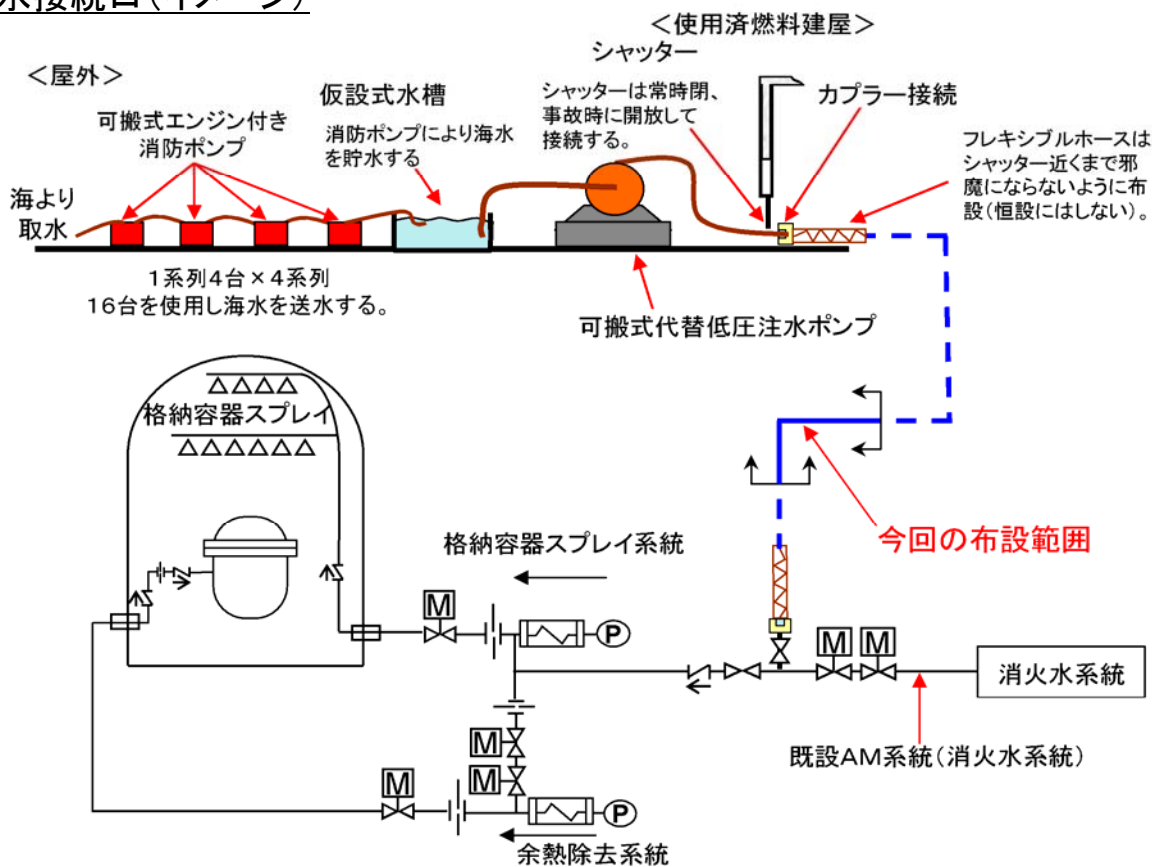 水接続口(イメージ)
<使用済燃料建屋>
シャッター
<屋外>
仮設式水槽
シャッターは常時閉、
事故時に開放して
接続する。
カプラー接続
可搬式エンジン付き
消防ポンプ
消防ポンプにより海水
を貯水する
フレキシブルホースは
シャッター近くまで邪
魔にならないように布
設(恒設にはしない)。
海より
取水
1系列4台×4系列
16台を使用し海水を送水する。
可搬式代替低圧注水ポンプ
格納容器スプレイ
今回の布設範囲
格納容器スプレイ系統
M
P
M
M
消火水系統
M
M
既設AM系統(消火水系統)
M
P
余熱除去系統